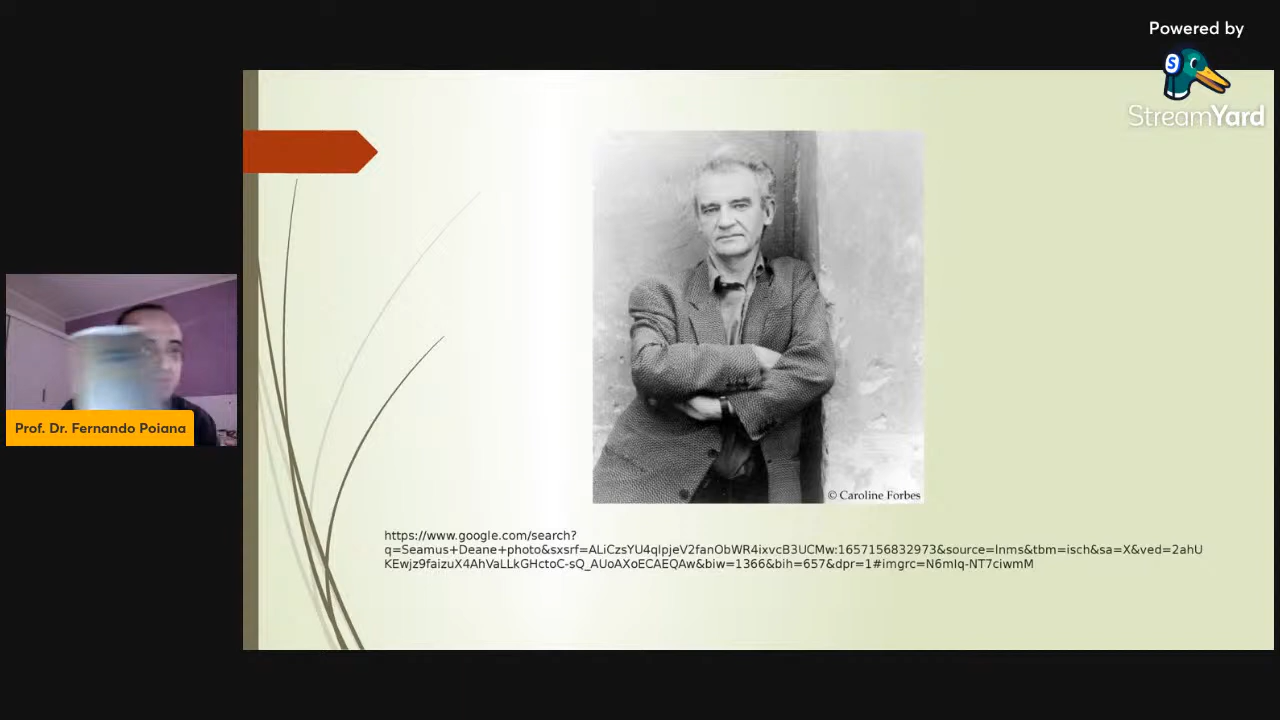 Powered by
StreamYard
© Caroline Forbes
Prof. Dr. Fernando Poiana
https://www.google.com/search?
q=Seamus+Deane+photo&sxsrf=ALiCzsYU4qIpjeV2fanObWR4ixvcB3UCMw:1657156832973&source=lnms&tbm=isch&sa=X&ved=2ahU
KEwjz9faizuX4AhVaLLkGHctoC-sQ_AUoAXoECAEQAw&biw=1366&bih=657&dpr=1#imgrc=N6mIq-NT7ciwmM